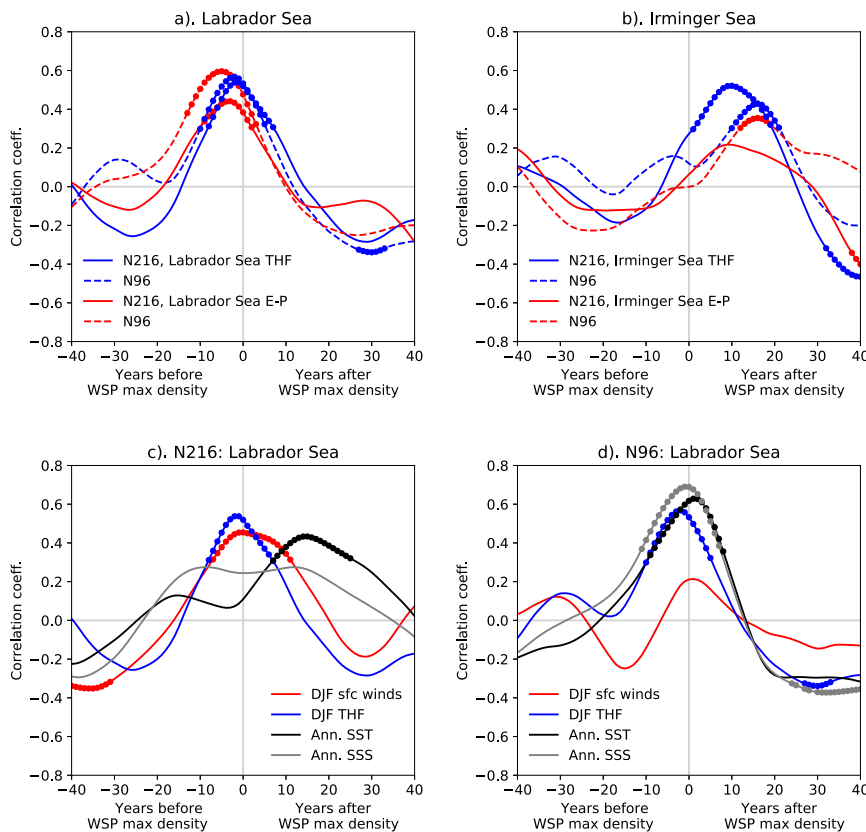 a). Labrador Sea
0.8
0.6
0.4
0.2
0.0
−0.2
−0.4
−0.6
−0.8
Correlation coeff.
N216, Labrador Sea THF
N96
N216, Labrador Sea E-P
N96
−40 −30 −20 −10 0 10 20 30 40
Years before
WSP max density
Years after
WSP max density
b). Irminger Sea
0.8
0.6
0.4
0.2
0.0
−0.2
−0.4
−0.6
−0.8
Correlation coeff.
N216, Irminger Sea THF
N96
N216, Irminger Sea E-P
N96
−40 −30 −20 −10 0 10 20 30 40
Years before
WSP max density
Years after
WSP max density
c). N216: Labrador Sea
0.8
0.6
0.4
0.2
0.0
−0.2
−0.4
−0.6
−0.8
Correlation coeff.
DJF sfc winds
DJF THF
Ann. SST
Ann. SSS
−40 −30 −20 −10 0 10 20 30 40
Years before
WSP max density
Years after
WSP max density
d). N96: Labrador Sea
0.8
0.6
0.4
0.2
0.0
−0.2
−0.4
−0.6
−0.8
Correlation coeff.
DJF sfc winds
DJF THF
Ann. SST
Ann. SSS
−40 −30 −20 −10 0 10 20 30 40
Years before
WSP max density
Years after
WSP max density